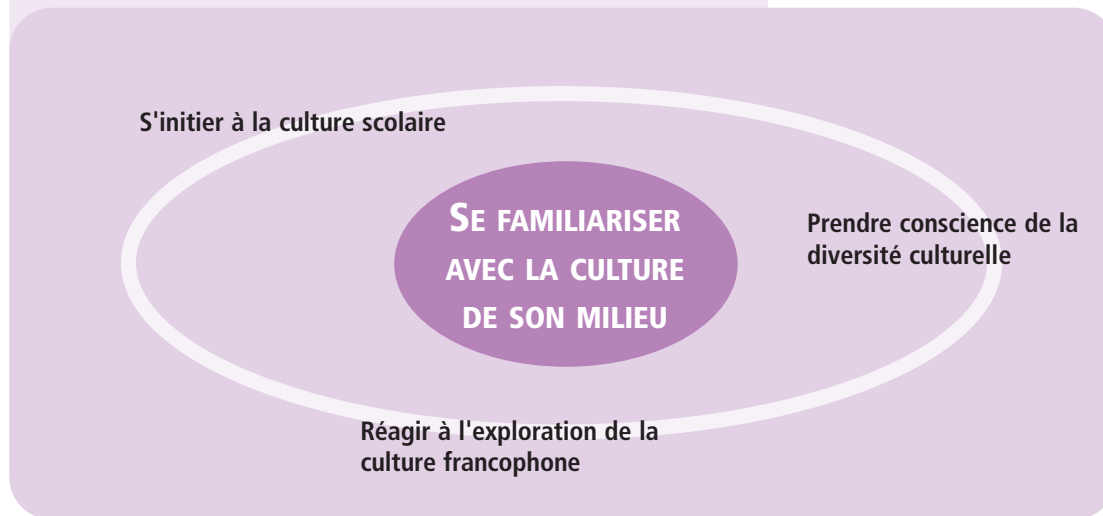 S'initier à la culture scolaire
SE FAMILIARISER
AVEC LA CULTURE
DE SON MILIEU
Prendre conscience de la
diversité culturelle
Réagir à l'exploration de la
culture francophone